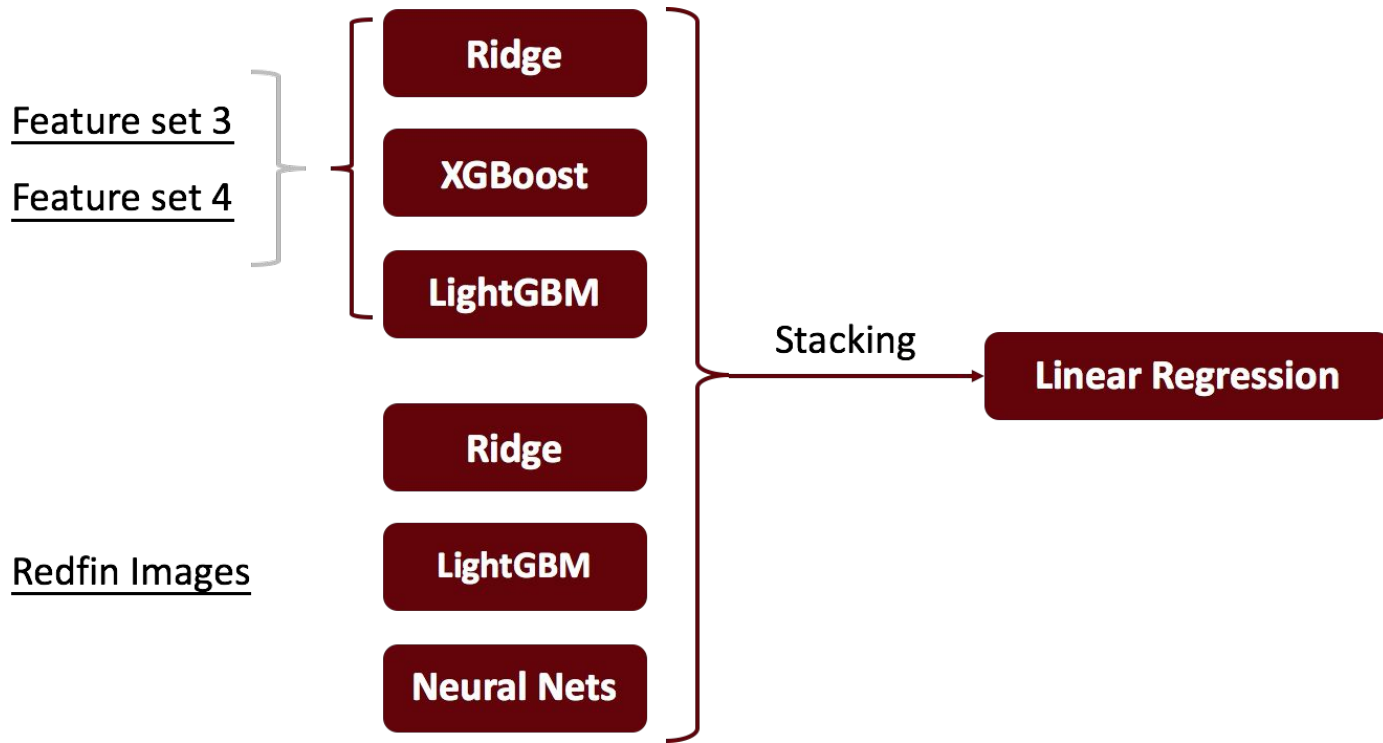 Feature set 3
Feature set 4
Ridge
XGBoost
LightGBM
Redfin Images
Ridge
LightGBM
Neural Nets
Stacking
Linear Regression